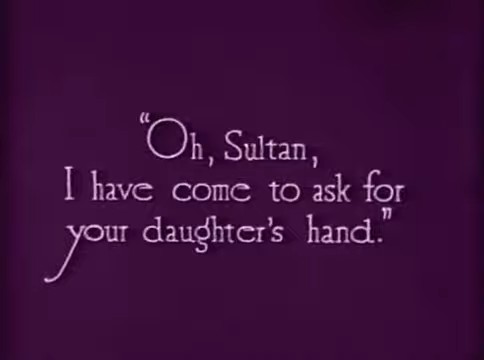 “Oh, Sultan,
I have come to ask for
your daughter's hand.”